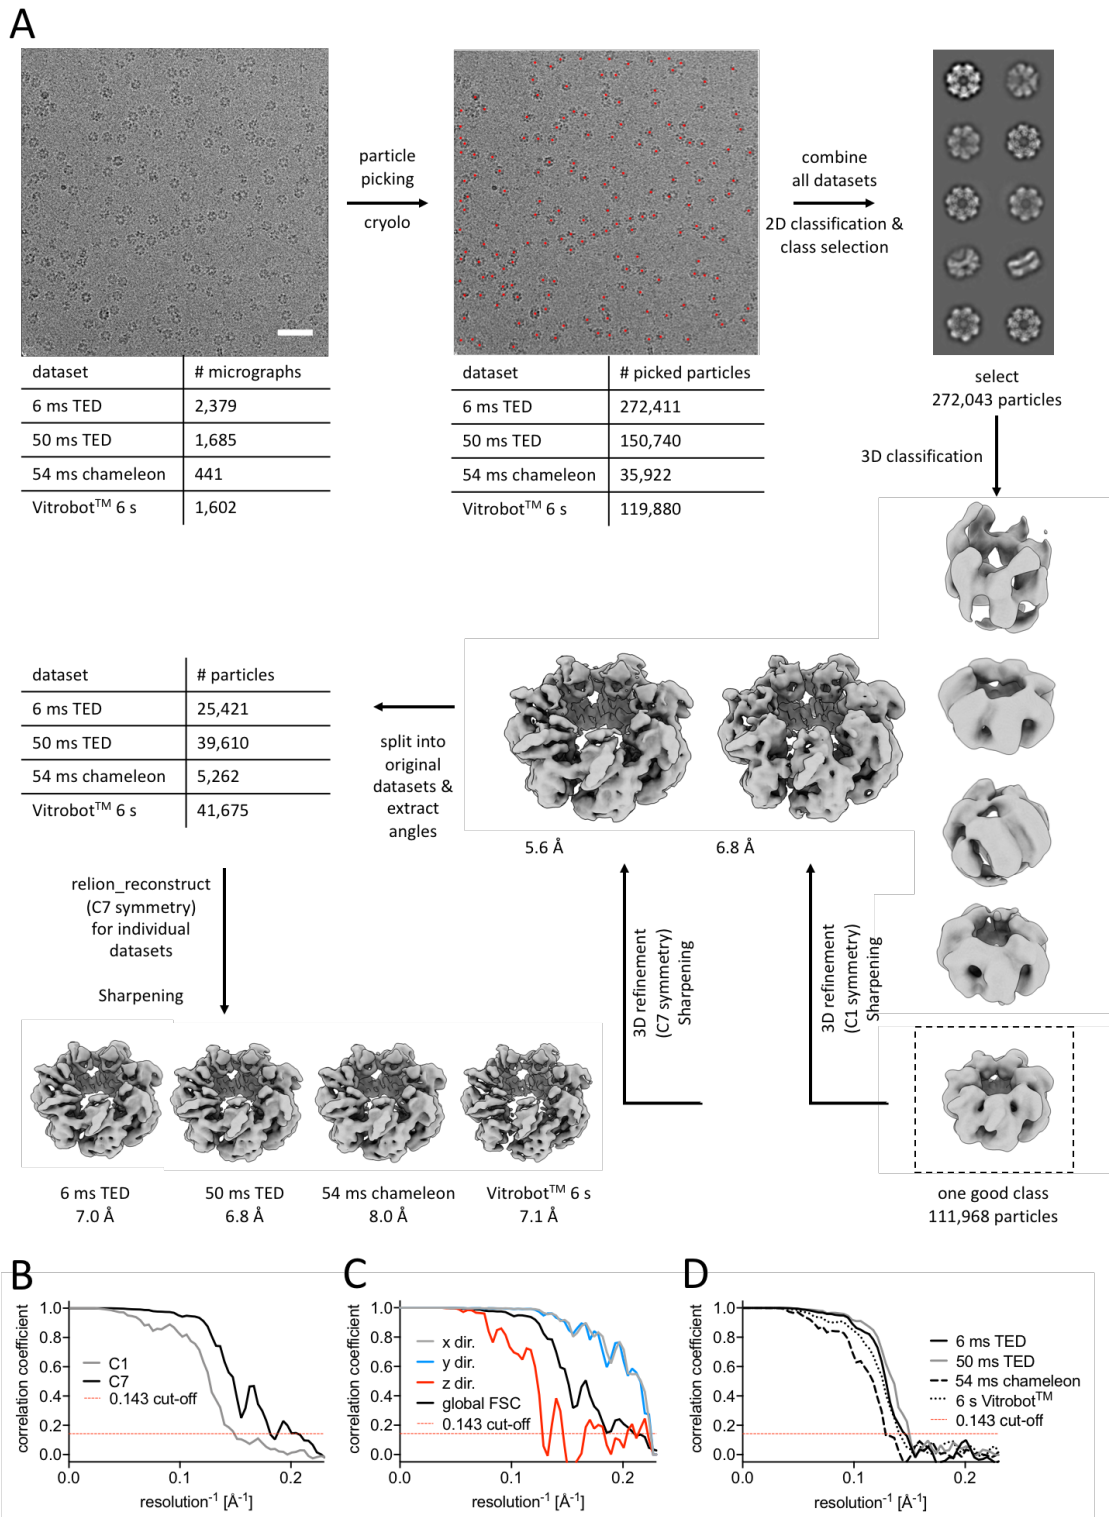 A
particle
picking
cryolo
combine
all datasets
2D classification &
class selection
dataset # micrographs
6 ms TED 2,379
50 ms TED 1,685
54 ms chameleon 441
Vitrobot™ 6 s 1,602
dataset # picked particles
6 ms TED 272,411
50 ms TED 150,740
54 ms chameleon 35,922
Vitrobot™ 6 s 119,880
select
272,043 particles
3D classification
dataset # particles
6 ms TED 25,421
50 ms TED 39,610
54 ms chameleon 5,262
Vitrobot™ 6 s 41,675
split into
original
datasets &
extract
angles
5.6 Å
6.8 Å
relion_reconstruct
(C7 symmetry)
for individual
datasets
Sharpening
3D refinement
(C7 symmetry)
Sharpening
3D refinement
(C1 symmetry)
Sharpening
6 ms TED
7.0 Å
50 ms TED
6.8 Å
54 ms chameleon
8.0 Å
Vitrobot™ 6 s
7.1 Å
one good class
111,968 particles
B
correlation coefficient
1.0
0.8
0.6
0.4
0.2
0.0
C1
C7
0.143 cut-off
0.0 0.1 0.2
resolution⁻¹ [Å⁻¹]
C
correlation coefficient
1.0
0.8
0.6
0.4
0.2
0.0
x dir.
y dir.
z dir.
global FSC
0.143 cut-off
0.0 0.1 0.2
resolution⁻¹ [Å⁻¹]
D
correlation coefficient
1.0
0.8
0.6
0.4
0.2
0.0
6 ms TED
50 ms TED
54 ms chameleon
6 s Vitrobot™
0.143 cut-off
0.0 0.1 0.2
resolution⁻¹ [Å⁻¹]